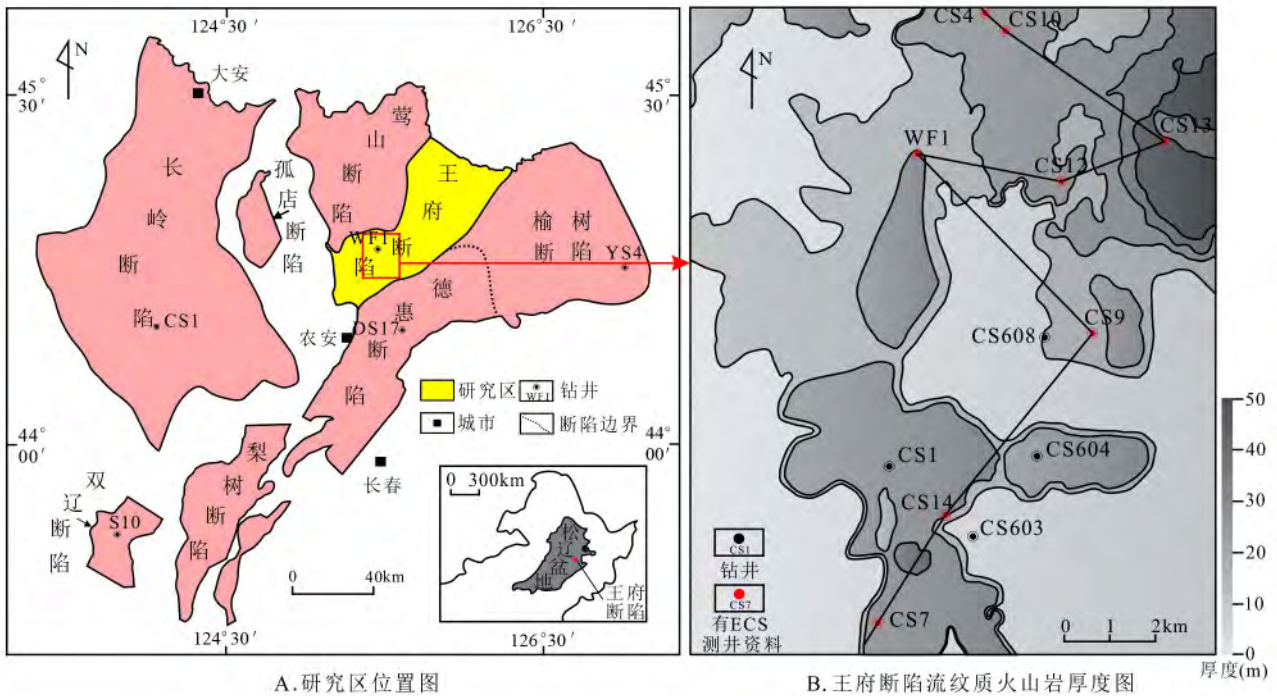 124°30′
126°30′
45°
30′
N
大安
长岭断陷
CS1
孤店断陷
莺山断陷
王府断陷
WF1
榆树断陷
YS4
德惠断陷
DS17
农安
44°
00′
研究区
WF1
钻井
城市
断陷边界
长春
梨树断陷
双辽断陷
S10
0 40km
0 300km
松辽盆地
王府
断陷
124°30′
126°30′
A.研究区位置图
45°
30′
44°
00′
N
CS4
CS10
CS13
WF1
CS12
CS608
CS9
CS1
CS604
CS14
CS603
CS7
CS1
钻井
CS7
有ECS
测井资料
0 1 2km
50
40
30
20
10
0
厚度(m)
B.王府断陷流纹质火山岩厚度图